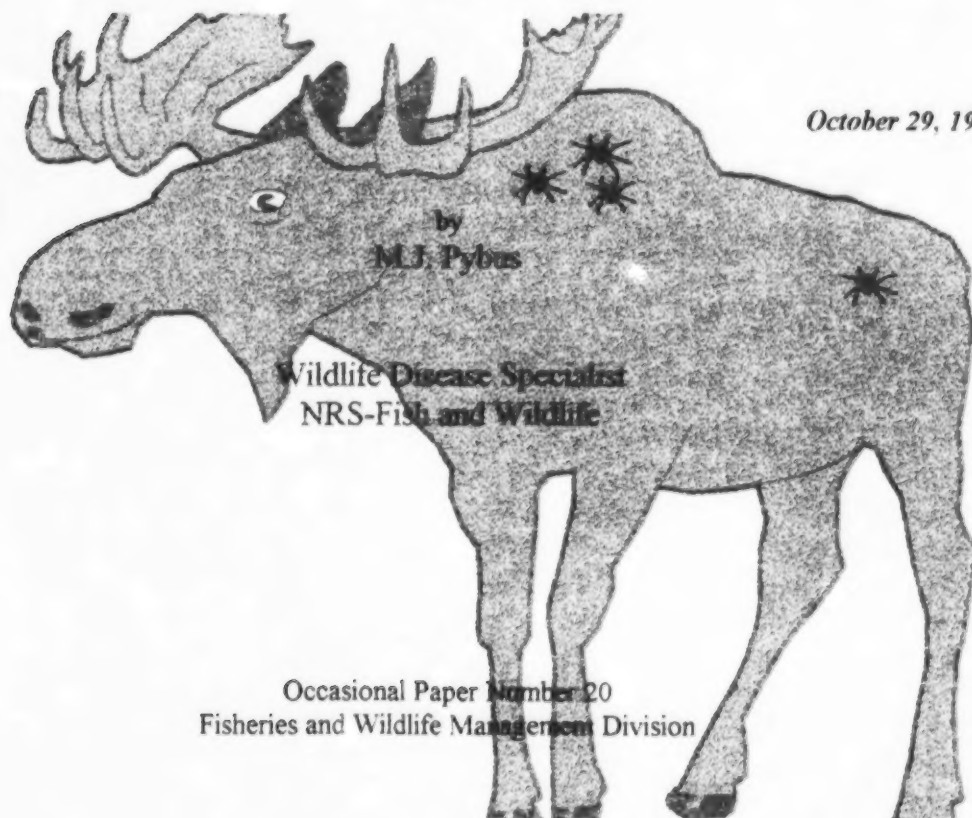 October 29, 19
by
M.J. Pybus
Wildlife Disease Specialist
NRS-Fish and Wildlife
Occasional Paper Number 20
Fisheries and Wildlife Management Division